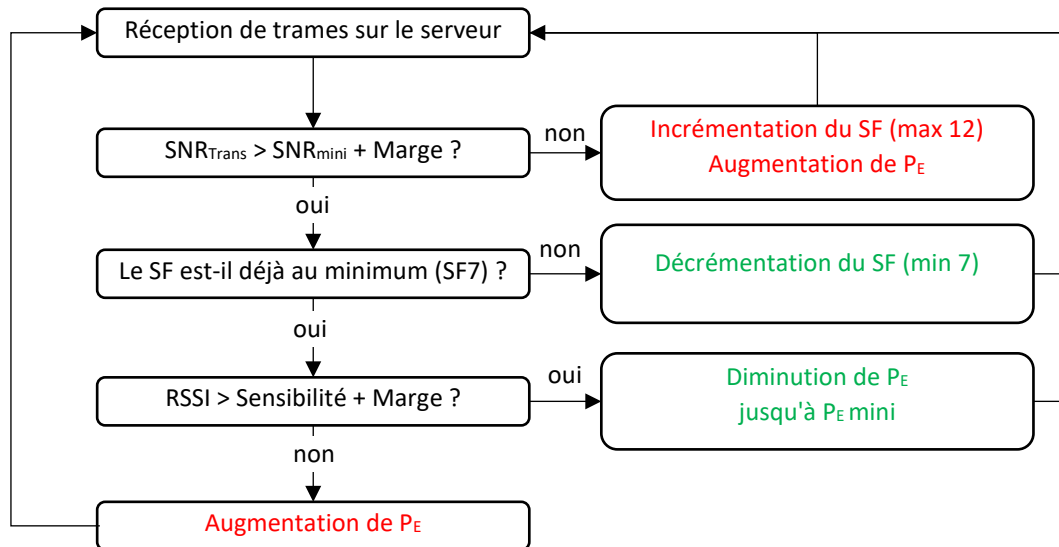 Réception de trames sur le serveur
SNRTrans > SNRmini + Marge ?
non
Incrémentation du SF (max 12)
Augmentation de PE
oui
Le SF est-il déjà au minimum (SF7) ?
non
Décrémentation du SF (min 7)
oui
RSSI > Sensibilité + Marge ?
oui
Diminution de PE
jusqu'à PE mini
non
Augmentation de PE